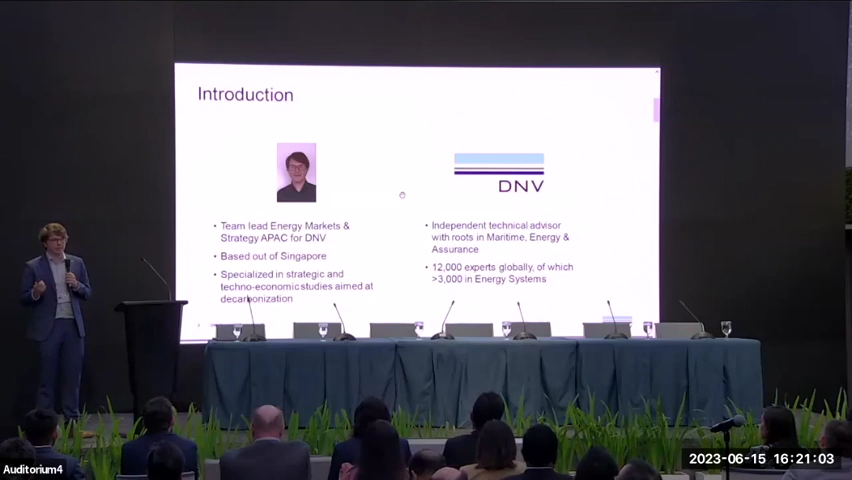 Introduction
DNV
• Team lead Energy Markets &
Strategy APAC for DNV
• Based out of Singapore
• Specialized in strategic and
techno-economic studies aimed at
decarbonization
• Independent technical advisor
with roots in Maritime, Energy &
Assurance
• 12,000 experts globally, of which
>3,000 in Energy Systems
Auditorium4
2023-06-15 16:21:03